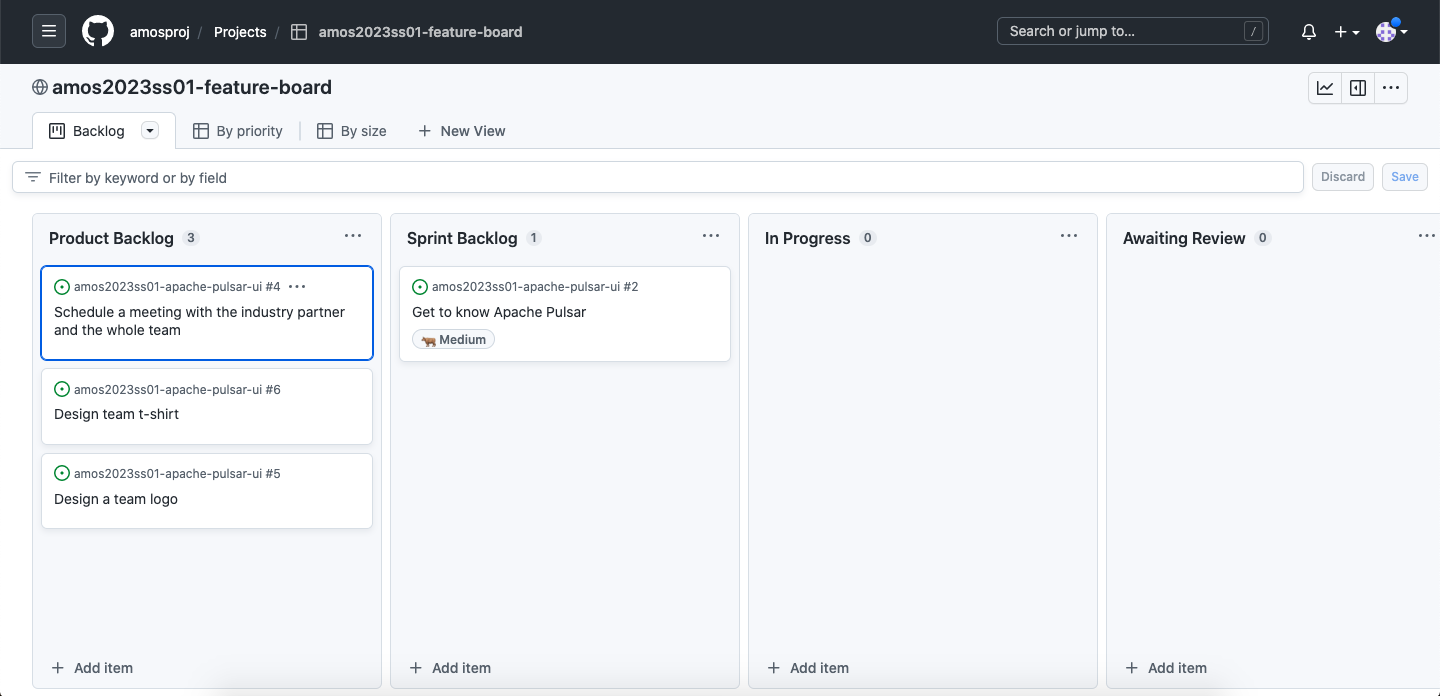 amosproj / Projects / amos2023ss01-feature-board
Search or jump to... /
amos2023ss01-feature-board
Backlog
By priority
By size
New View
Filter by keyword or by field
Discard
Save
Product Backlog 3
amos2023ss01-apache-pulsar-ui #4
Schedule a meeting with the industry partner
and the whole team
amos2023ss01-apache-pulsar-ui #6
Design team t-shirt
amos2023ss01-apache-pulsar-ui #5
Design a team logo
Add item
Sprint Backlog 1
amos2023ss01-apache-pulsar-ui #2
Get to know Apache Pulsar
Medium
Add item
In Progress 0
Add item
Awaiting Review 0
Add item